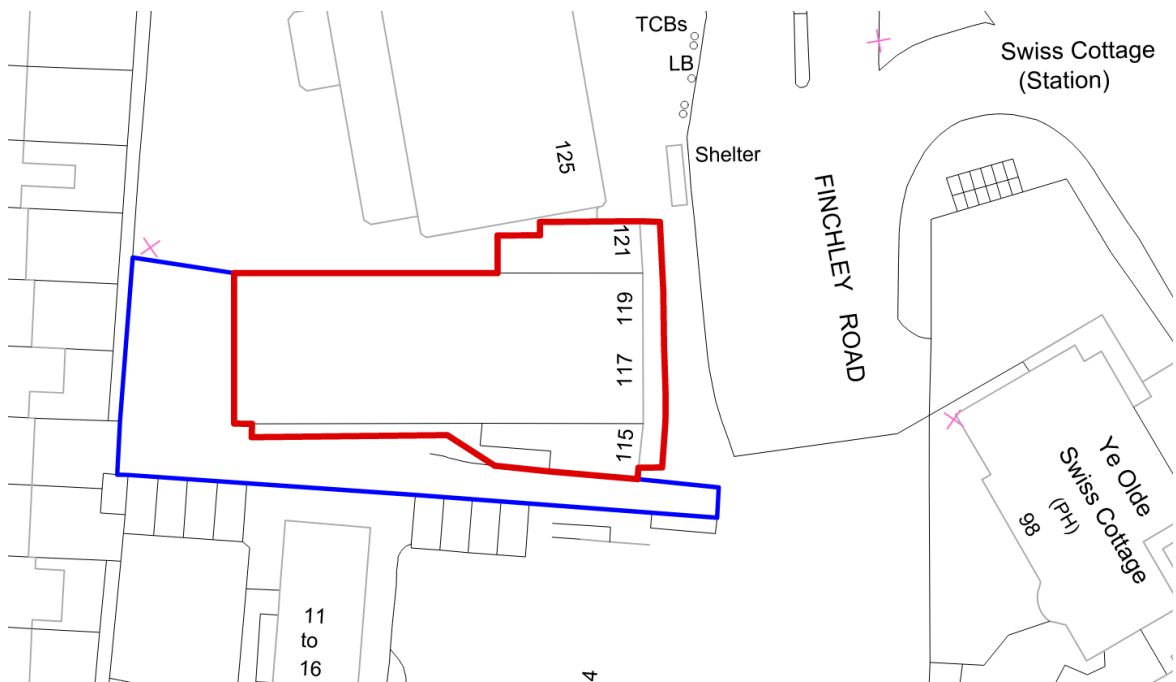 TCBs
LB
Swiss Cottage
(Station)
Shelter
125
FINCHLEY ROAD
121
119
117
115
Ye Olde
Swiss Cottage
(PH)
98
11
to
16
4